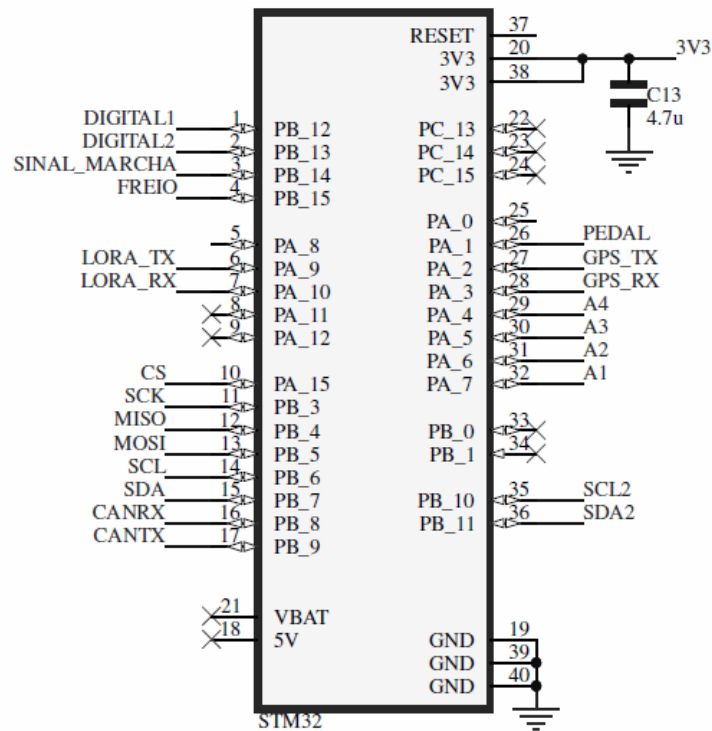 RESET 37
3V3 20 3V3
3V3 38
C13
4.7u
DIGITAL1 1 PB_12 PC_13 22
DIGITAL2 2 PB_13 PC_14 23
SINAL_MARCHA 3 PB_14 PC_15 24
FREIO 4 PB_15
PA_0 25
5 PA_8 PA_1 26 PEDAL
LORA_TX 6 PA_9 PA_2 27 GPS_TX
LORA_RX 7 PA_10 PA_3 28 GPS_RX
8 PA_11 PA_4 29 A4
9 PA_12 PA_5 30 A3
PA_6 31 A2
CS 10 PA_15 PA_7 32 A1
SCK 11 PB_3
MISO 12 PB_4 PB_0 33
MOSI 13 PB_5 PB_1 34
SCL 14 PB_6
SDA 15 PB_7 PB_10 35 SCL2
CANRX 16 PB_8 PB_11 36 SDA2
CANTX 17 PB_9
21 VBAT
18 5V GND 19
GND 39
GND 40
STM32